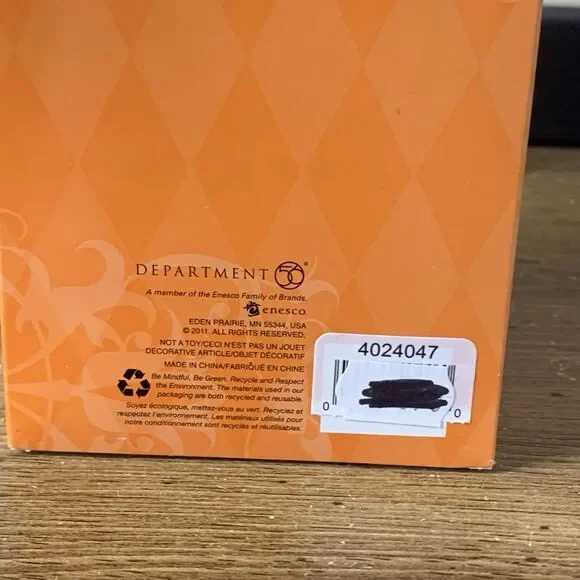 DEPARTMENT 56®
A member of the Enesco Family of Brands.
enesco
EDEN PRAIRIE, MN 55344, USA
© 2011. ALL RIGHTS RESERVED.
NOT A TOY/CECI N'EST PAS UN JOUET
DECORATIVE ARTICLE/OBJET DÉCORATIF
MADE IN CHINA/FABRIQUÉ EN CHINE
Be Mindful, Be Green. Recycle and Respect
the Environment. The materials used in our
packaging are both recycled and reusable.
Soyez écologique, mettez-vous au vert. Recyclez et
respectez l'environnement. Les matériaux utilisés pour
notre conditionnement sont recyclés et réutilisables.
4024047
0 0